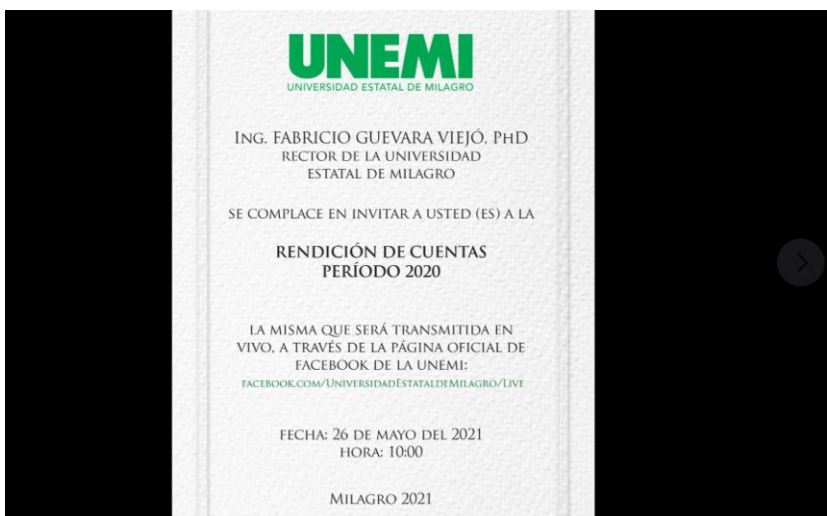 UNEMI
UNIVERSIDAD ESTATAL DE MILAGRO
ING. FABRICIO GUEVARA VIEJÓ, PHD
RECTOR DE LA UNIVERSIDAD
ESTATAL DE MILAGRO
SE COMPLACE EN INVITAR A USTED (ES) A LA
RENDICIÓN DE CUENTAS
PERÍODO 2020
LA MISMA QUE SERÁ TRANSMITIDA EN
VIVO, A TRAVÉS DE LA PÁGINA OFICIAL DE
FACEBOOK DE LA UNEMI:
FACEBOOK.COM/UNIVERSIDADESTATALDEMILAGRO/LIVE
FECHA: 26 DE MAYO DEL 2021
HORA: 10:00
MILAGRO 2021